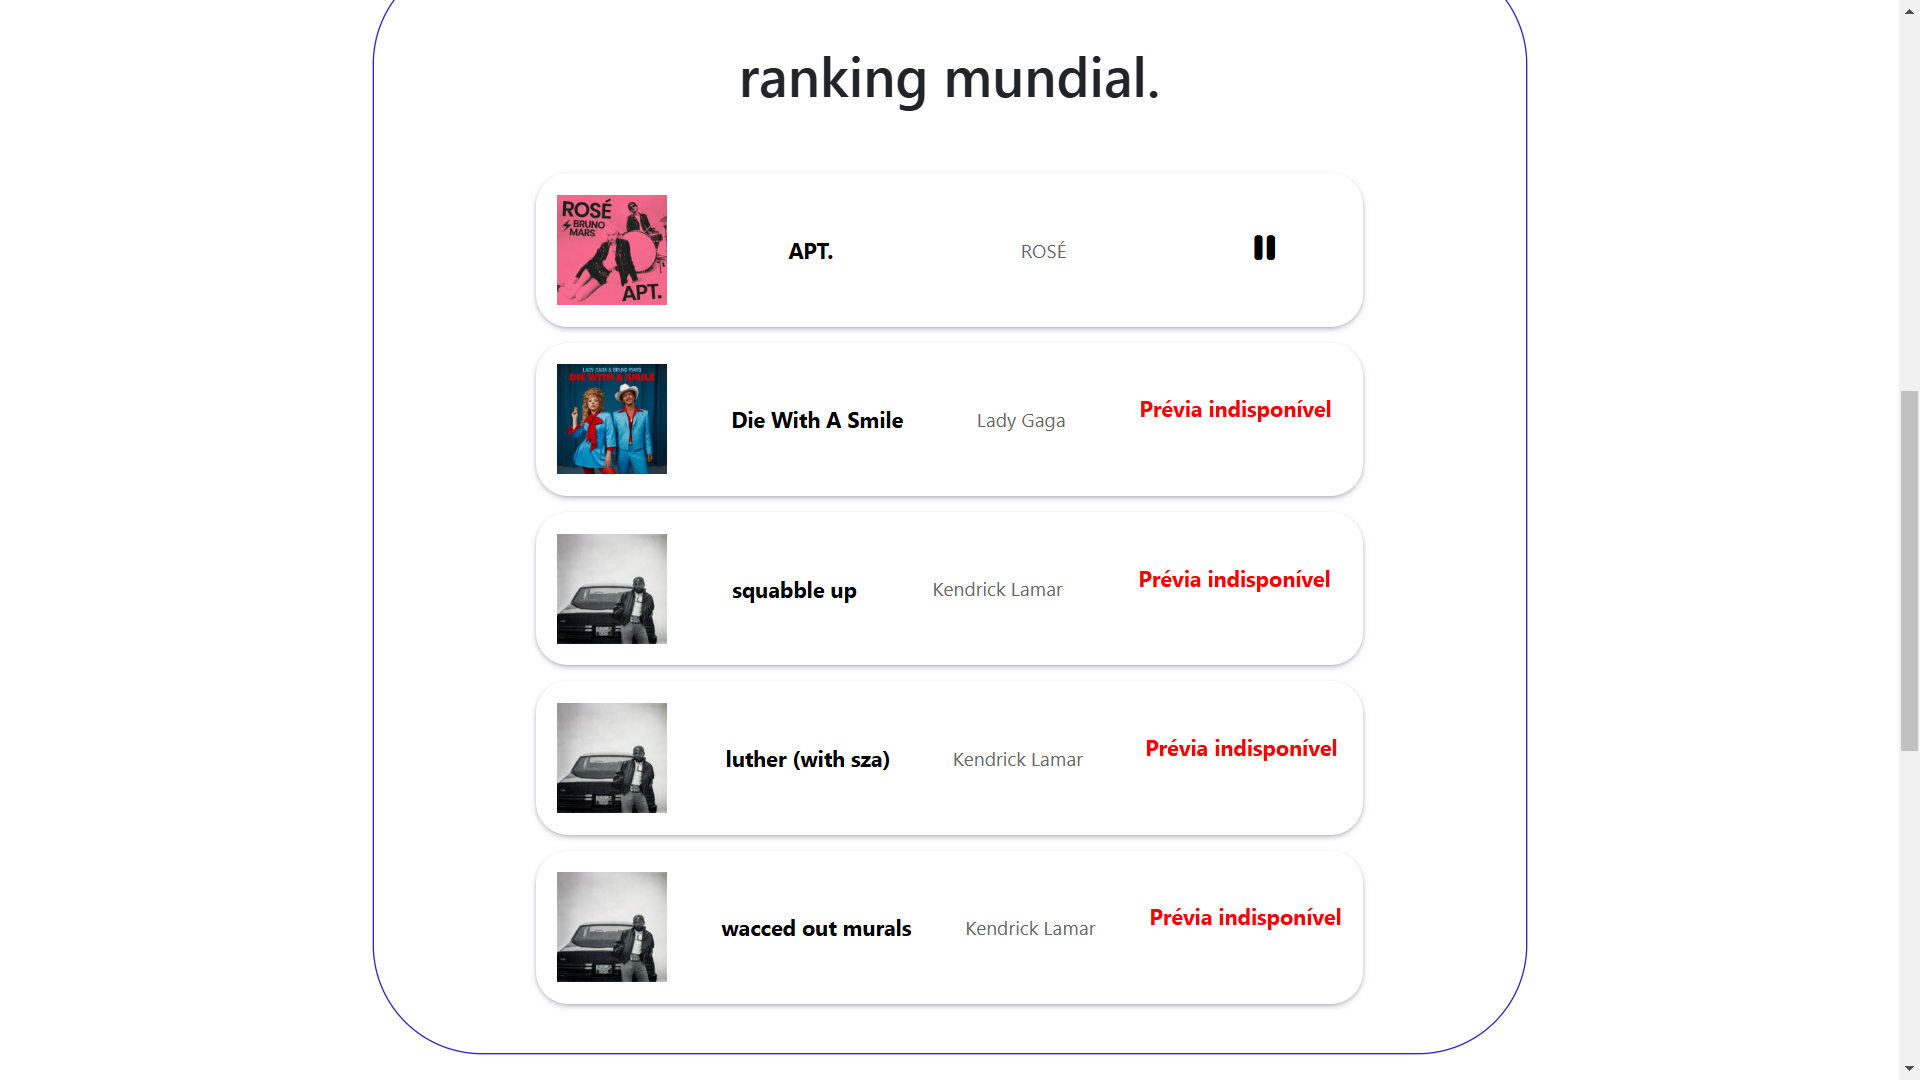 ranking mundial.
ROSÉ
BRUNO
MARS
APT.
APT.
ROSÉ
LADY GAGA & BRUNO MARS
DIE WITH A SMILE
Die With A Smile
Lady Gaga
Prévia indisponível
squabble up
Kendrick Lamar
Prévia indisponível
luther (with sza)
Kendrick Lamar
Prévia indisponível
wacced out murals
Kendrick Lamar
Prévia indisponível